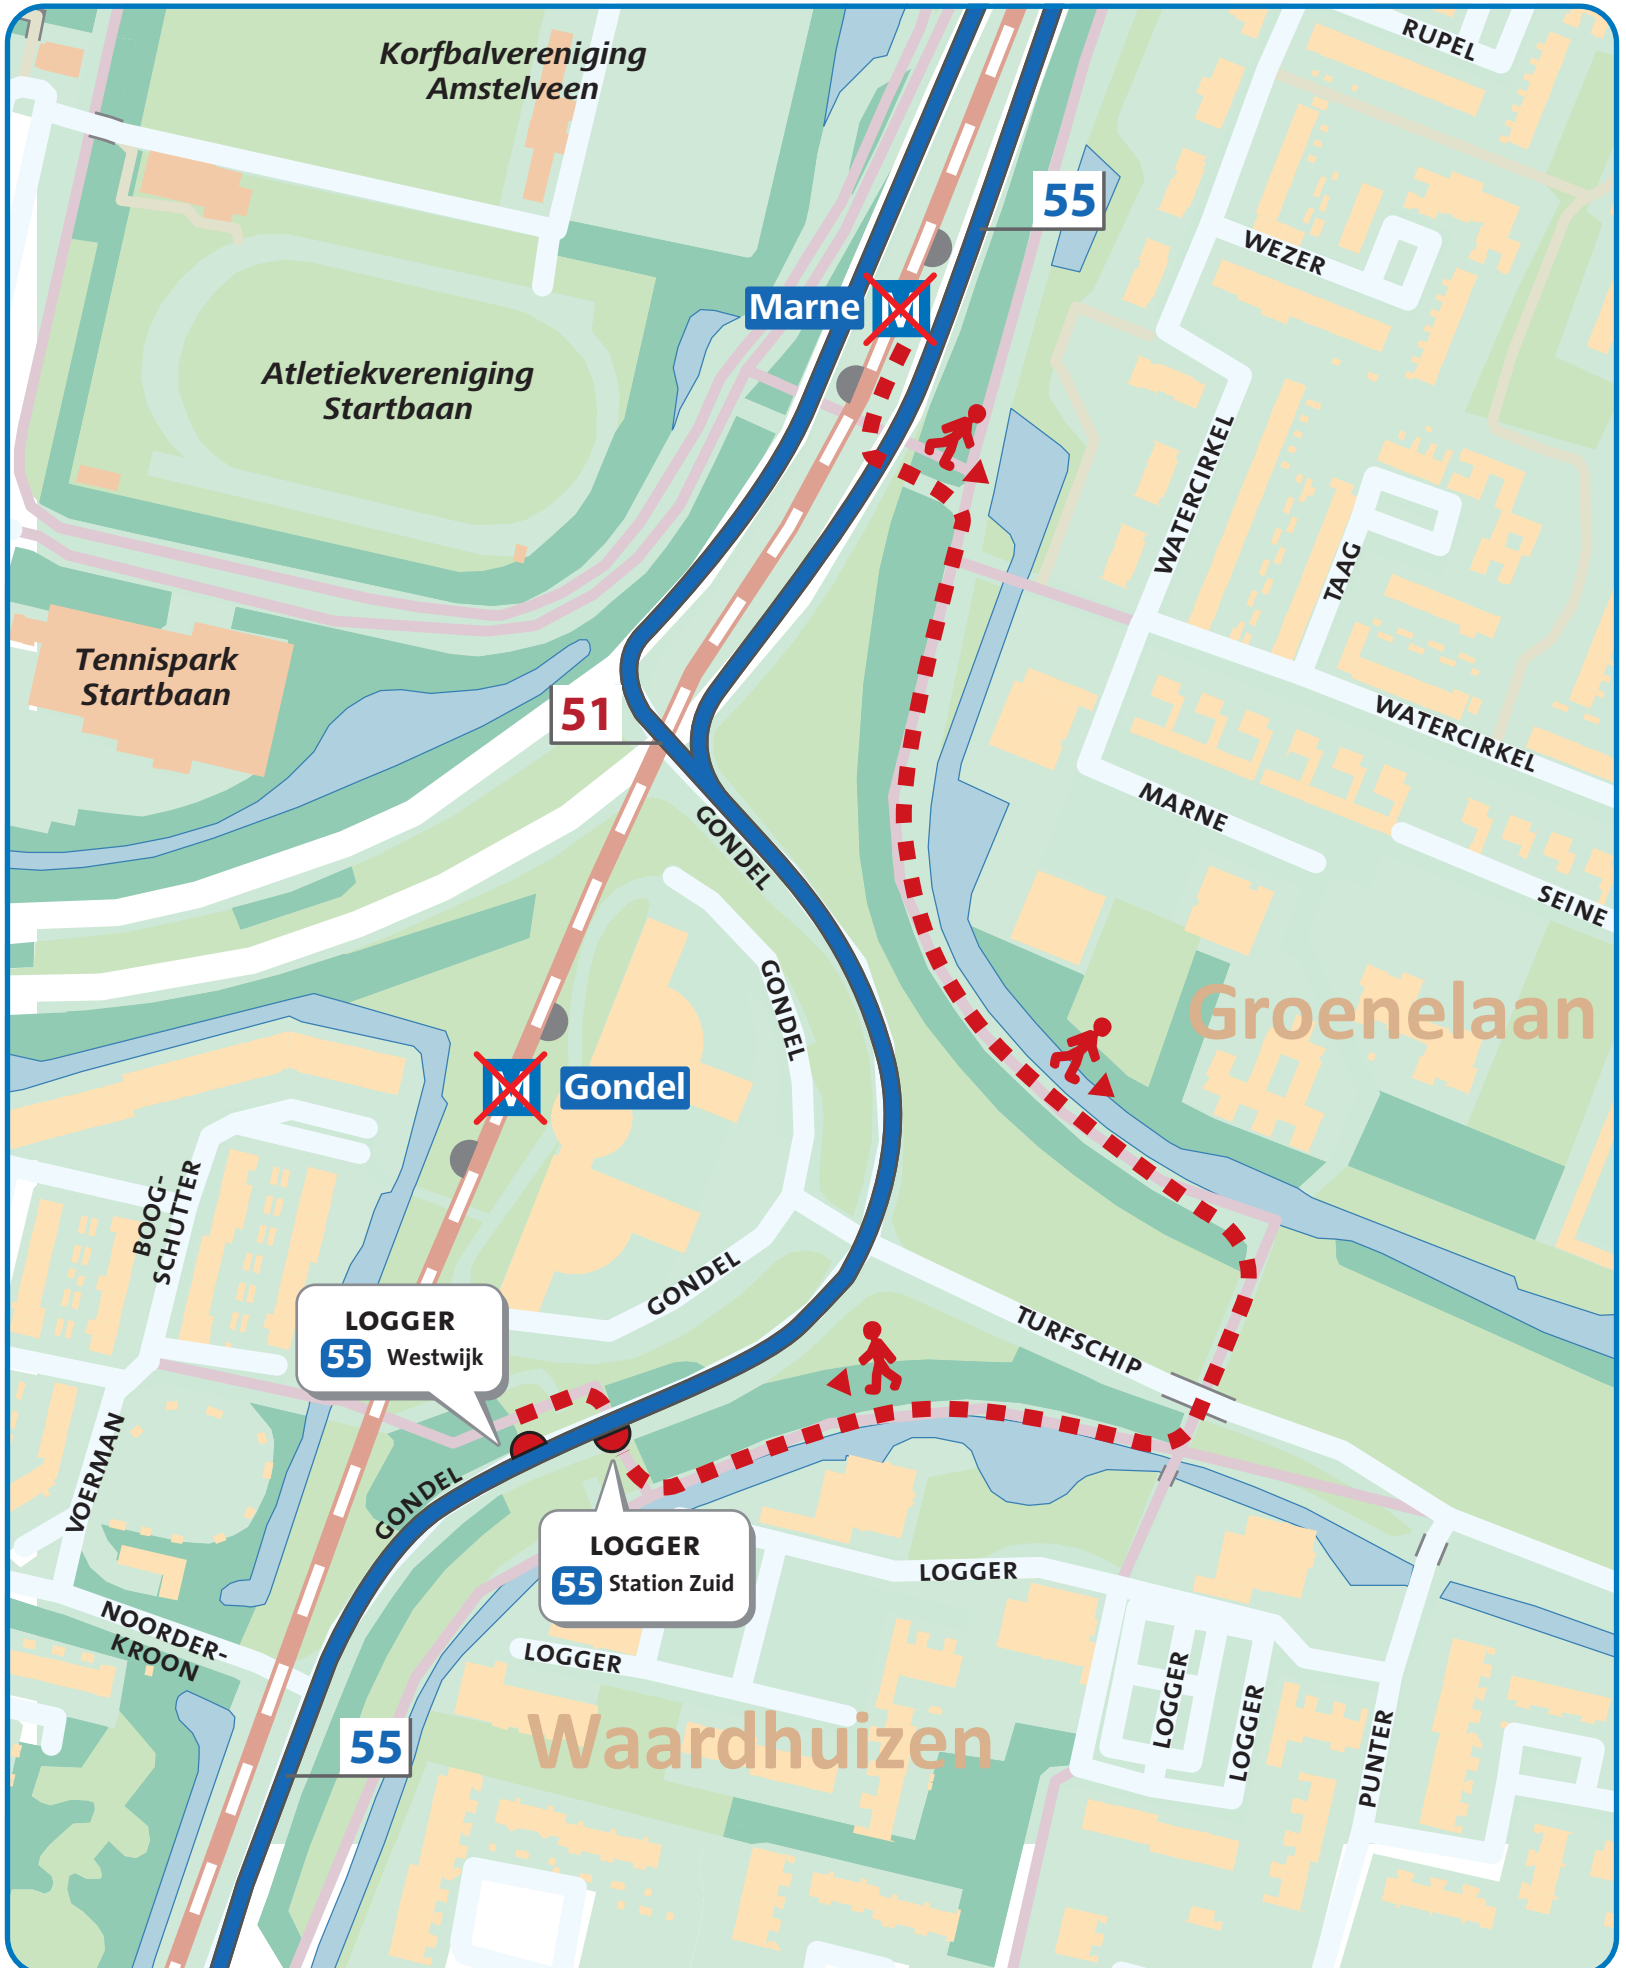 RUPEL
Korfbalvereniging
Amstelveen
55
WEZER
Marne
M
Atletiekvereniging
Startbaan
WATERCIRKEL
TAAG
Tennispark
Startbaan
51
WATERCIRKEL
MARNE
GONDEL
SEINE
GONDEL
Groenelaan
M
Gondel
BOOG-
SCHUTTER
GONDEL
LOGGER
55 Westwijk
TURFSCHIP
VOERMAN
GONDEL
LOGGER
55 Station Zuid
LOGGER
NOORDER-
KROON
LOGGER
LOGGER
LOGGER
PUNTER
Waardhuizen
55